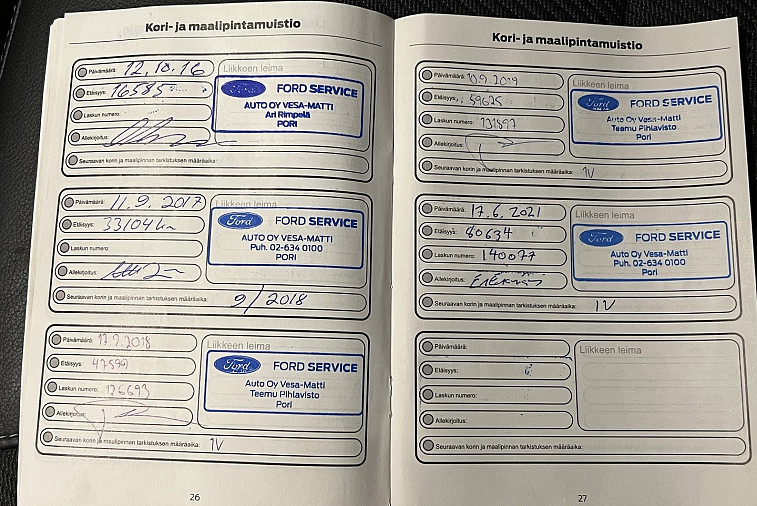 Kori- ja maalipintamuistio
Päivämäärä: 12.10.16
Liikkeen leima
Etäisyys: 16585
Ford FORD SERVICE
AUTO OY VESA-MATTI
Ari Rimpelä
PORI
Laskun numero:
Allekirjoitus:
Seuraavan korin ja maalipinnan tarkistuksen määräaika:
Päivämäärä: 11.9.2017
Liikkeen leima
Etäisyys: 33104 km
Ford FORD SERVICE
AUTO OY VESA-MATTI
Puh. 02-634 0100
PORI
Laskun numero:
Allekirjoitus:
Seuraavan korin ja maalipinnan tarkistuksen määräaika: 9/2018
Päivämäärä: 17.9.2018
Liikkeen leima
Etäisyys: 47599
Ford FORD SERVICE
Auto Oy Vesa-Matti
Teemu Pihlavisto
Pori
Laskun numero: 126693
Allekirjoitus:
Seuraavan korin ja maalipinnan tarkistuksen määräaika: 1V
26
Kori- ja maalipintamuistio
Päivämäärä: 10.9.2019
Liikkeen leima
Etäisyys: 59625
Ford FORD SERVICE
Auto Oy Vesa-Matti
Teemu Pihlavisto
PORI
Laskun numero: 131897
Allekirjoitus:
Seuraavan korin ja maalipinnan tarkistuksen määräaika: 1V
Päivämäärä: 17.6.2021
Liikkeen leima
Etäisyys: 80634
Ford FORD SERVICE
Auto Oy Vesa-Matti
Puh. 02-634 0100
Pori
Laskun numero: 140077
Allekirjoitus:
Seuraavan korin ja maalipinnan tarkistuksen määräaika: 1V
Päivämäärä:
Liikkeen leima
Etäisyys:
Laskun numero:
Allekirjoitus:
Seuraavan korin ja maalipinnan tarkistuksen määräaika:
27